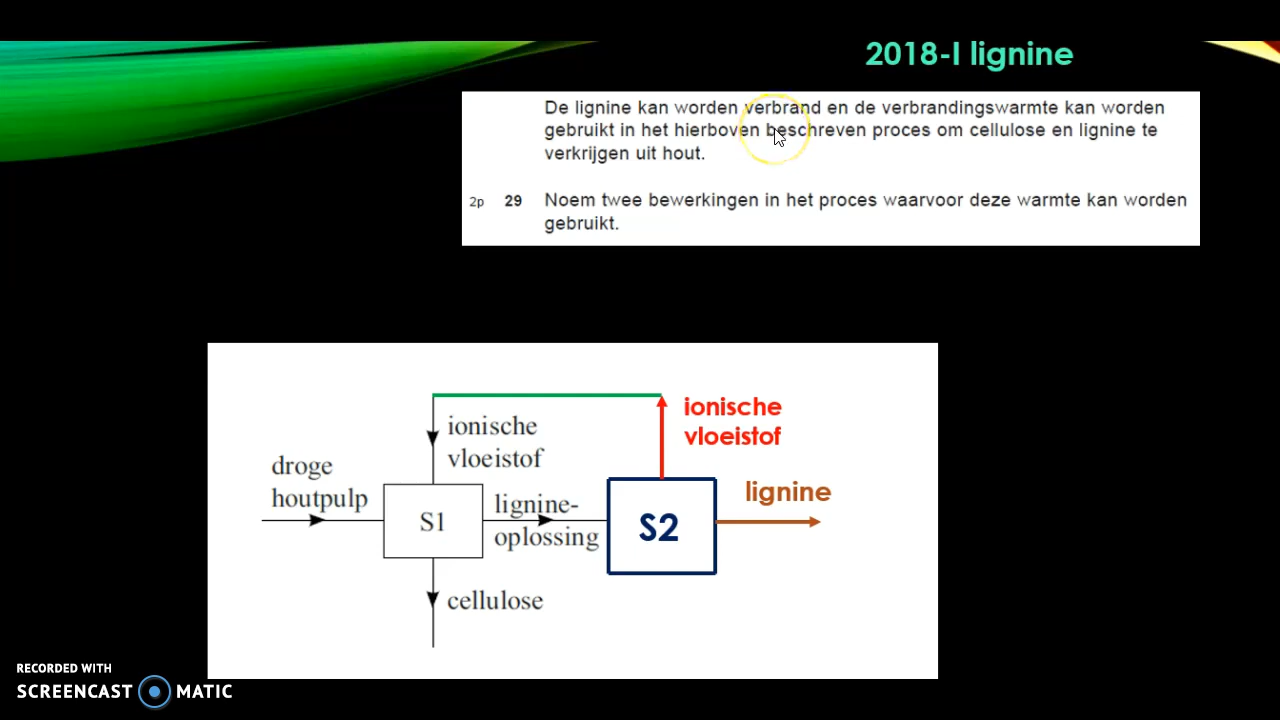 2018-I lignine
De lignine kan worden verbrand en de verbrandingswarmte kan worden
gebruikt in het hierboven beschreven proces om cellulose en lignine te
verkrijgen uit hout.
2p 29 Noem twee bewerkingen in het proces waarvoor deze warmte kan worden
gebruikt.
ionische
vloeistof
ionische
vloeistof
droge
houtpulp
S1
lignine-
oplossing
S2
lignine
cellulose
RECORDED WITH
SCREENCAST MATIC